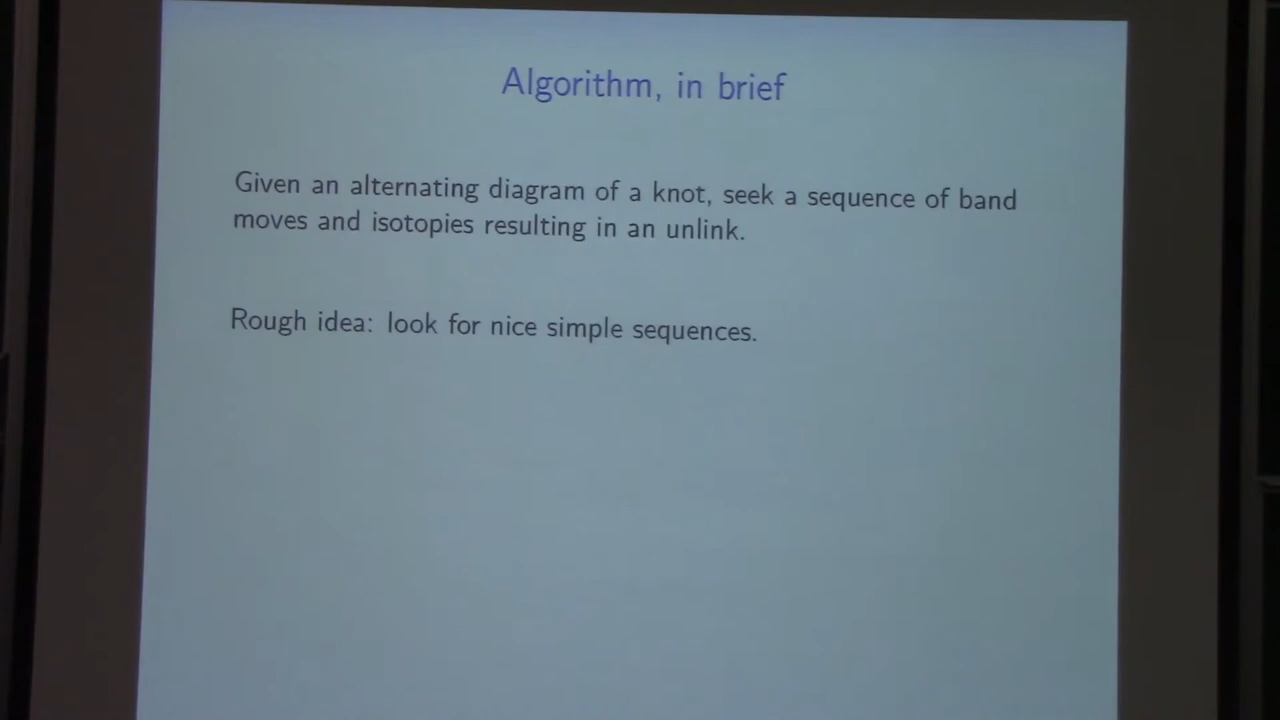 Algorithm, in brief
Given an alternating diagram of a knot, seek a sequence of band
moves and isotopies resulting in an unlink.
Rough idea: look for nice simple sequences.